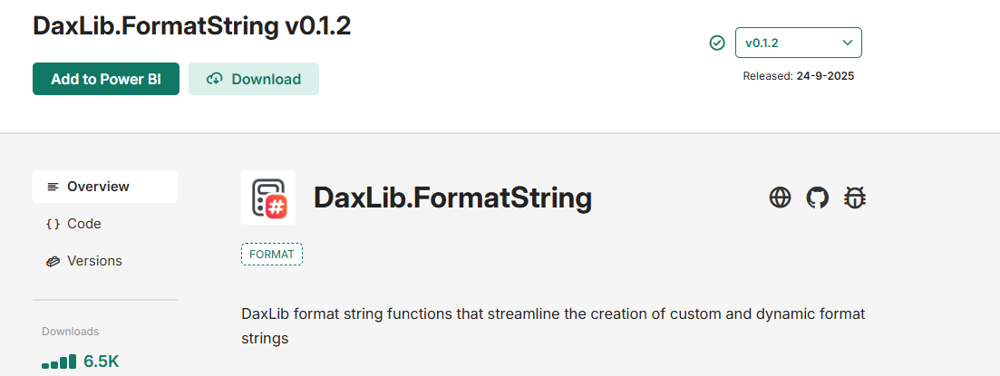 DaxLib.FormatString v0.1.2
v0.1.2
Add to Power BI
Download
Released: 24-9-2025
Overview
{ } Code
Versions
Downloads
6.5K
#
DaxLib.FormatString
FORMAT
DaxLib format string functions that streamline the creation of custom and dynamic format
strings